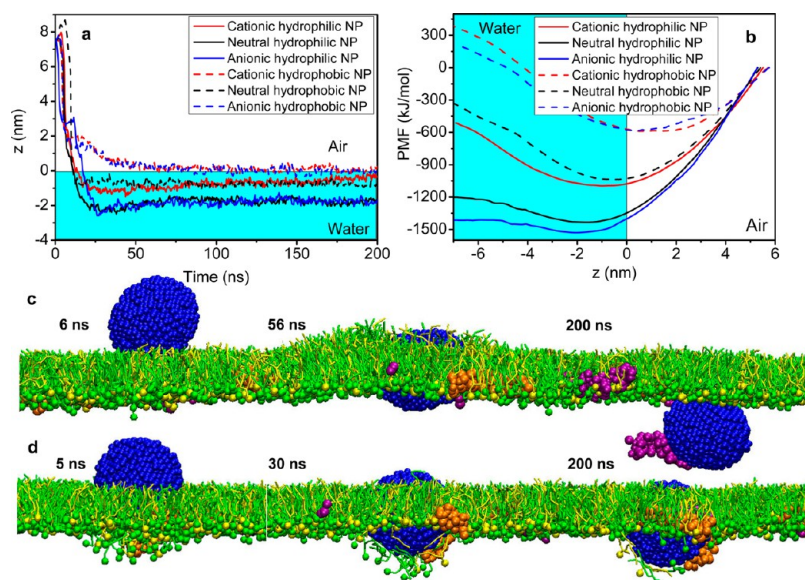 a
Cationic hydrophilic NP
Neutral hydrophilic NP
Anionic hydrophilic NP
Cationic hydrophobic NP
Neutral hydrophobic NP
Anionic hydrophobic NP
Air
Water
8
6
4
2
0
-2
-4
z (nm)
0 50 100 150 200
Time (ns)
b
Water
Cationic hydrophilic NP
Neutral hydrophilic NP
Anionic hydrophilic NP
Cationic hydrophobic NP
Neutral hydrophobic NP
Anionic hydrophobic NP
Air
300
0
-300
-600
-900
-1200
-1500
PMF (kJ/mol)
-6 -4 -2 0 2 4 6
z (nm)
c
6 ns 56 ns 200 ns
d
5 ns 30 ns 200 ns